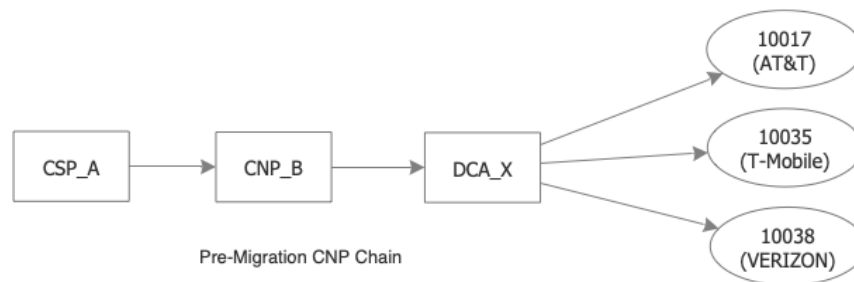 CSP_A
CNP_B
DCA_X
10017
(AT&T)
10035
(T-Mobile)
10038
(VERIZON)
Pre-Migration CNP Chain